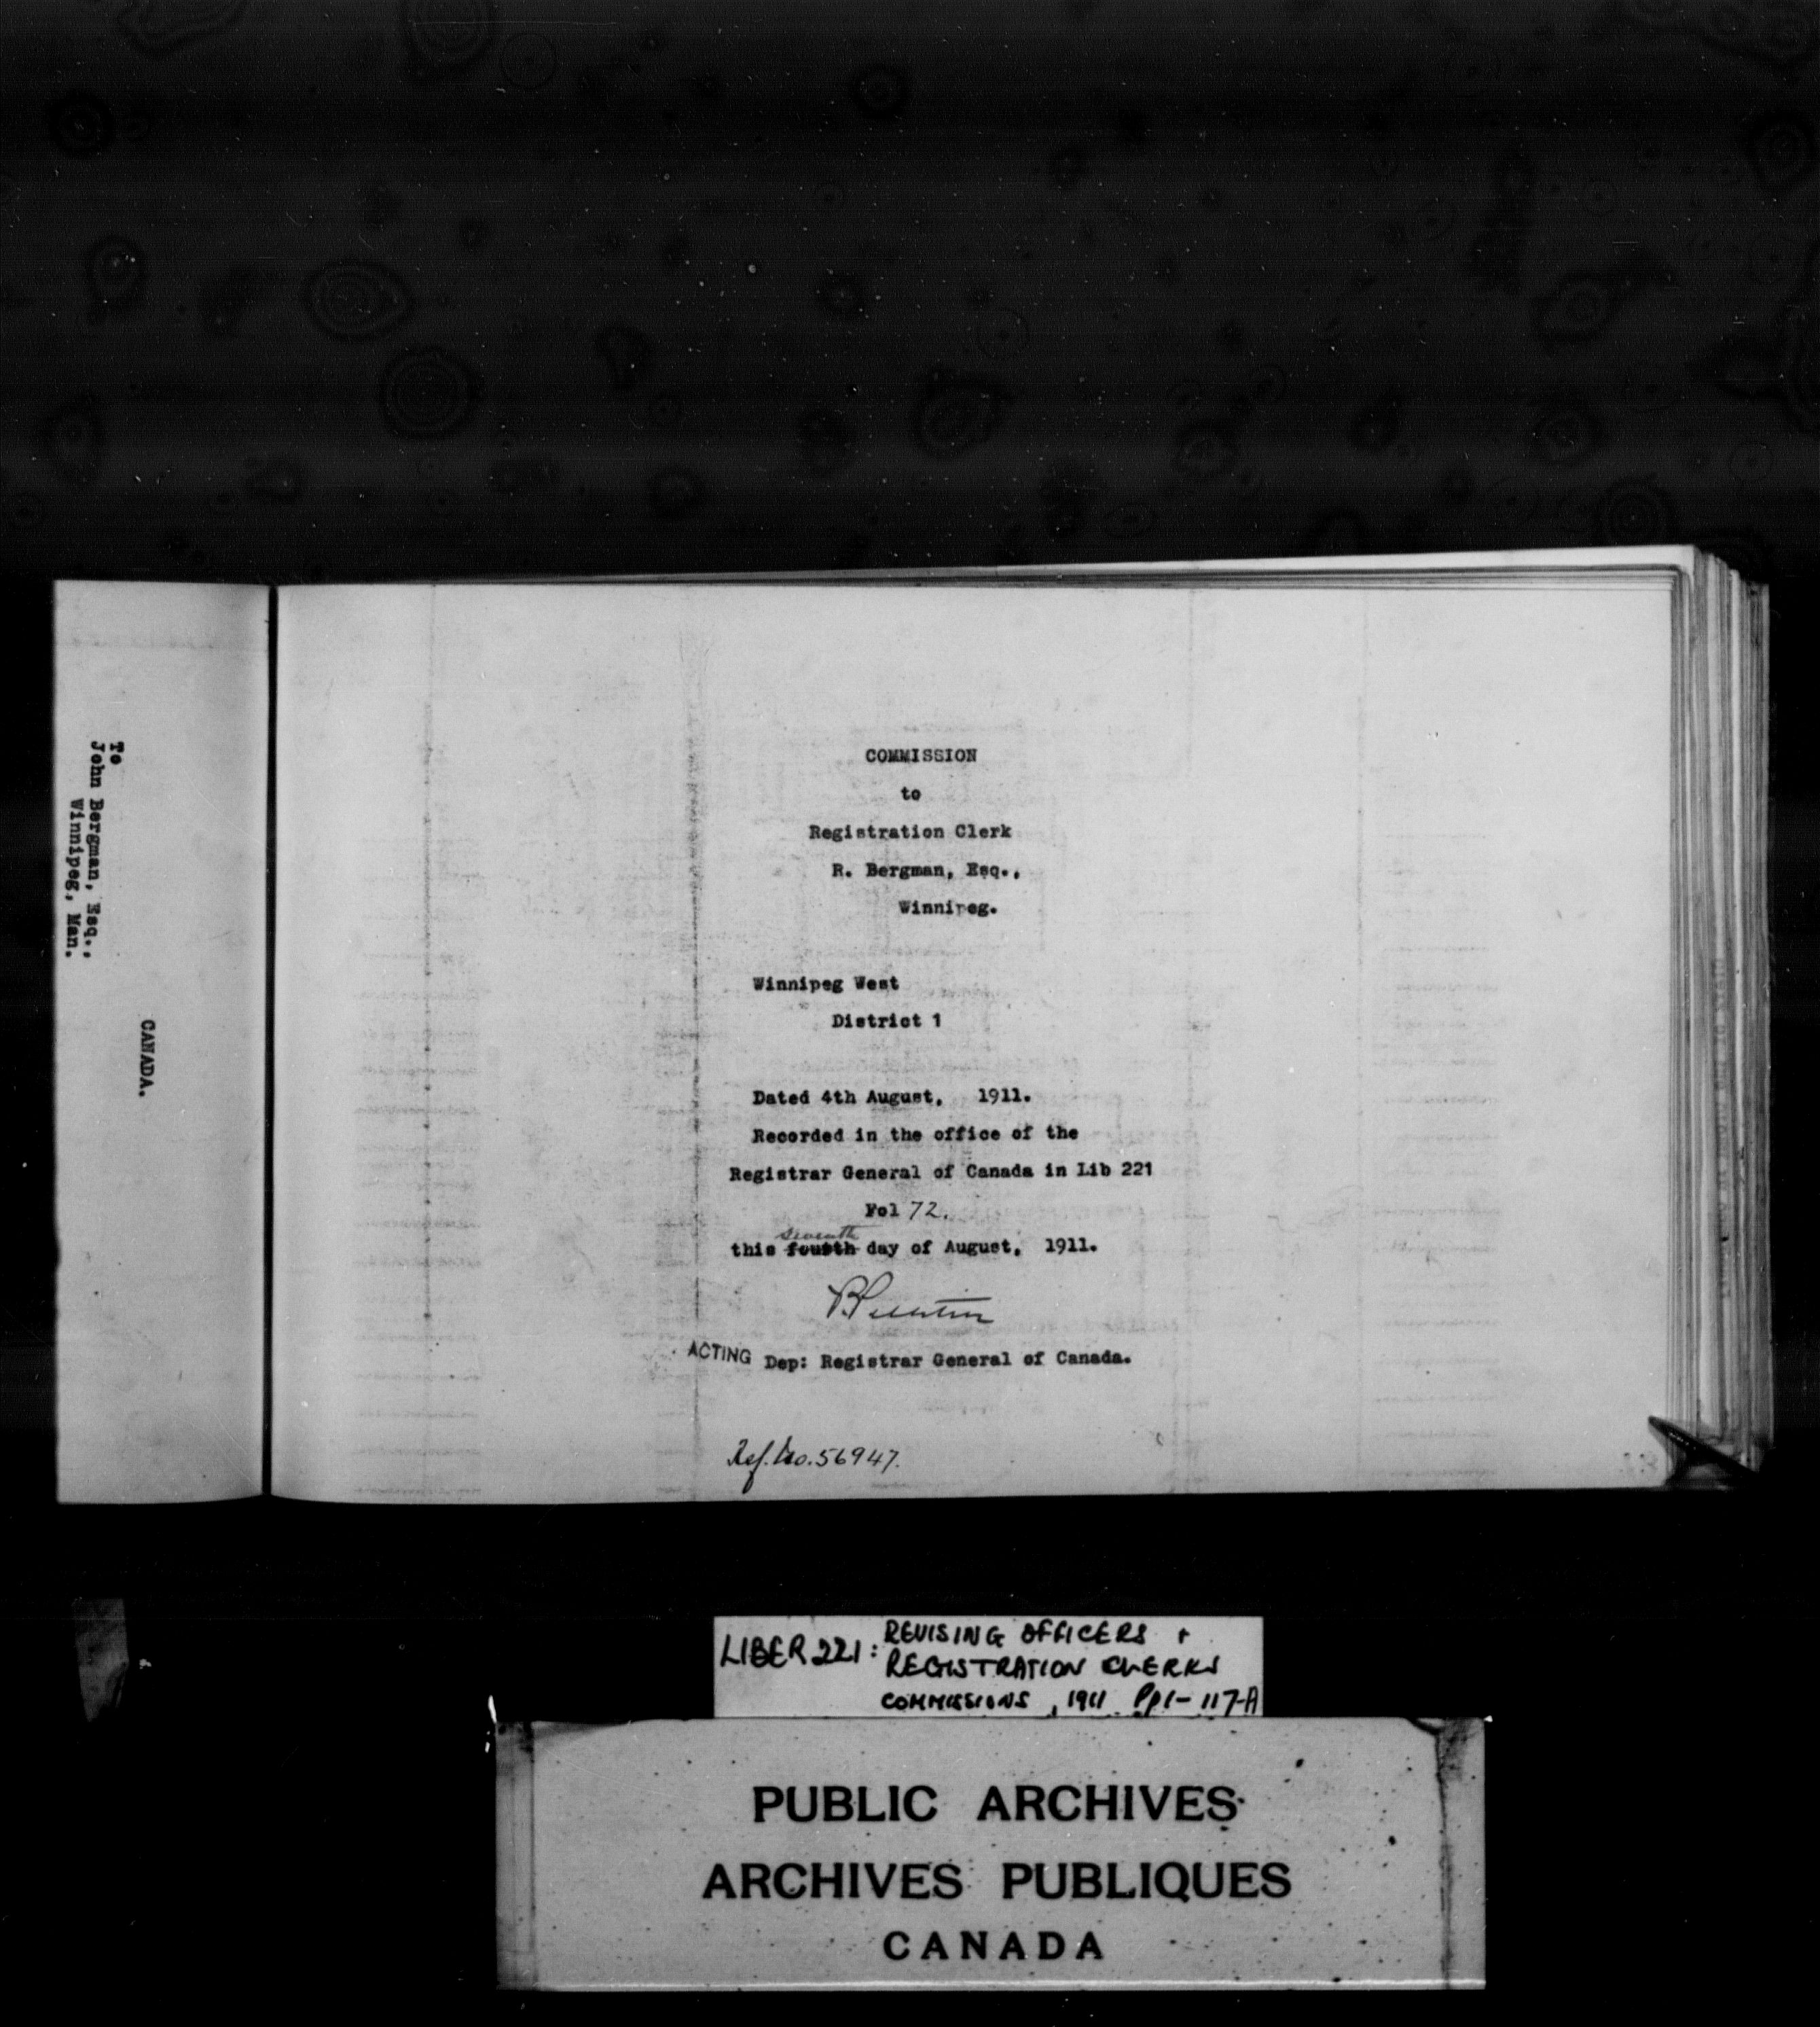 To
John Bergman, Esq.,
Winnipeg, Man.
CANADA.
COMMISSION
to
Registration Clerk
R. Bergman, Esq.,
Winnipeg.
Winnipeg West
District 1
Dated 4th August, 1911.
Recorded in the office of the
Registrar General of Canada in Lib 221
Fol 72.
seventh
this fourth day of August, 1911.
ACTING Dep: Registrar General of Canada.
Ref. No. 56947.
LIBER 221: REVISING OFFICERS +
REGISTRATION CLERKS
COMMISSIONS, 1911 Pp 1-117-A
PUBLIC ARCHIVES
ARCHIVES PUBLIQUES
CANADA